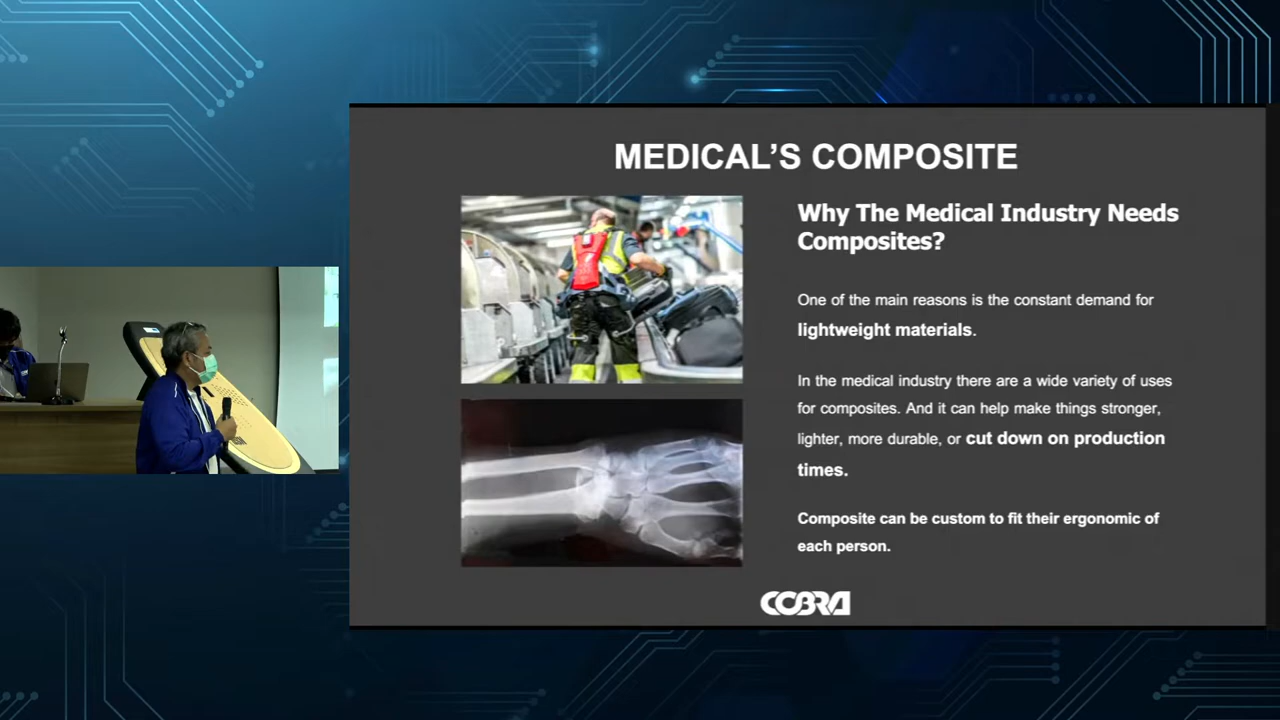 MEDICAL'S COMPOSITE
Why The Medical Industry Needs
Composites?
One of the main reasons is the constant demand for
lightweight materials.
In the medical industry there are a wide variety of uses
for composites. And it can help make things stronger,
lighter, more durable, or cut down on production
times.
Composite can be custom to fit their ergonomic of
each person.
COBRA